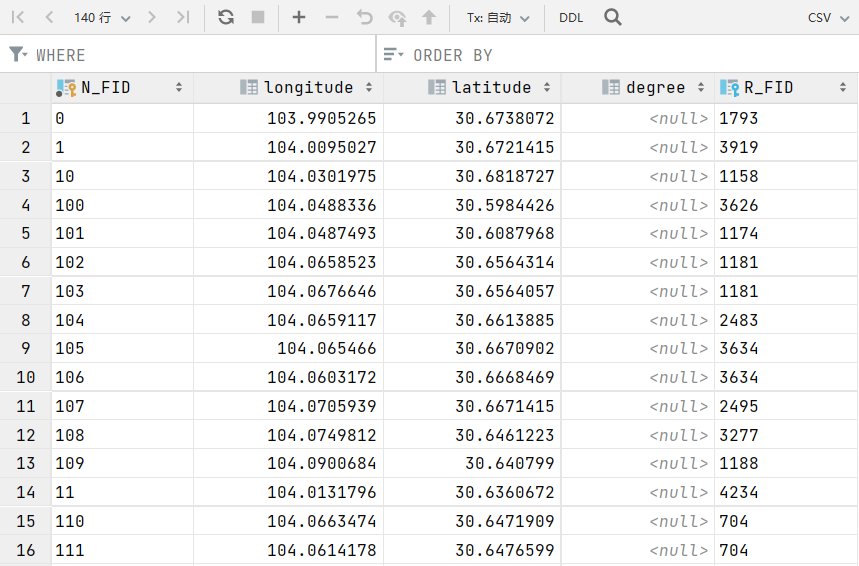 140 行 Tx: 自动 DDL CSV
WHERE ORDER BY
N_FID longitude latitude degree R_FID
1 0 103.9905265 30.6738072 <null> 1793
2 1 104.0095027 30.6721415 <null> 3919
3 10 104.0301975 30.6818727 <null> 1158
4 100 104.0488336 30.5984426 <null> 3626
5 101 104.0487493 30.6087968 <null> 1174
6 102 104.0658523 30.6564314 <null> 1181
7 103 104.0676646 30.6564057 <null> 1181
8 104 104.0659117 30.6613885 <null> 2483
9 105 104.065466 30.6670902 <null> 3634
10 106 104.0603172 30.6668469 <null> 3634
11 107 104.0705939 30.6671415 <null> 2495
12 108 104.0749812 30.6461223 <null> 3277
13 109 104.0900684 30.640799 <null> 1188
14 11 104.0131796 30.6360672 <null> 4234
15 110 104.0663474 30.6471909 <null> 704
16 111 104.0614178 30.6476599 <null> 704